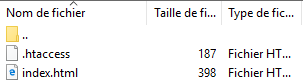 Nom de fichier Taille de fi... Type de fic...
..
.htaccess 187 Fichier HT...
index.html 398 Fichier HT...